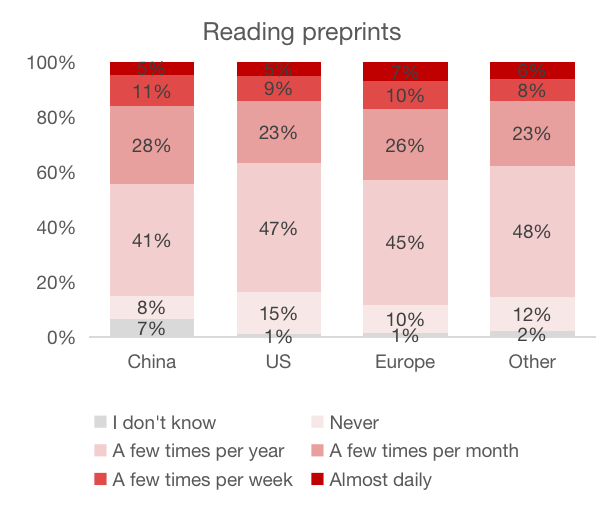 Reading preprints
100%
80%
60%
40%
20%
0%
5% 5% 7% 6%
11% 9% 10% 8%
28% 23% 26% 23%
41% 47% 45% 48%
8% 15% 10% 12%
7% 1% 1% 2%
China US Europe Other
I don't know Never
A few times per year A few times per month
A few times per week Almost daily